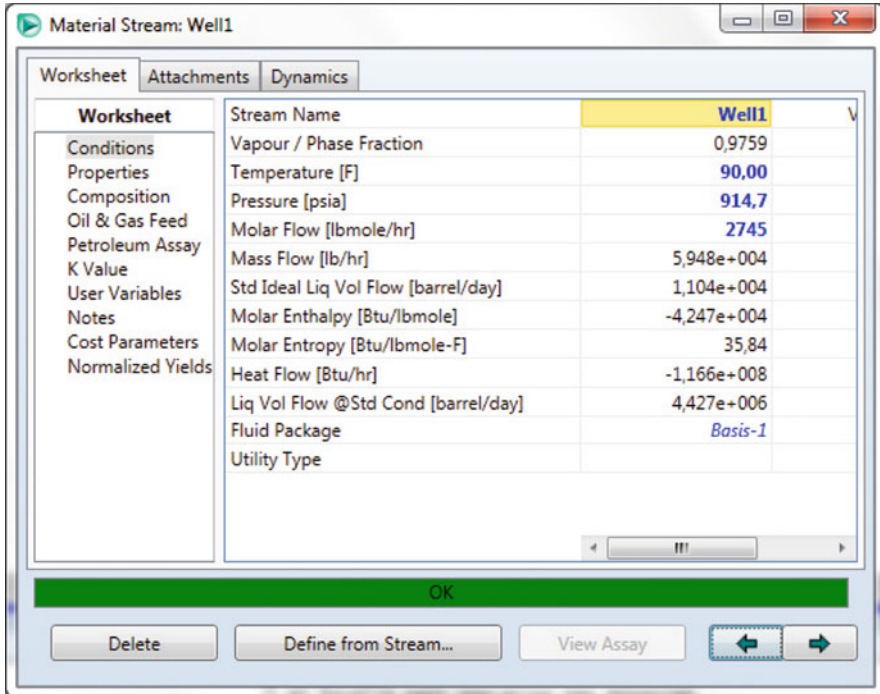 Material Stream: Well1
Worksheet Attachments Dynamics
Worksheet
Conditions
Properties
Composition
Oil & Gas Feed
Petroleum Assay
K Value
User Variables
Notes
Cost Parameters
Normalized Yields
Stream Name Well1 V
Vapour / Phase Fraction 0,9759
Temperature [F] 90,00
Pressure [psia] 914,7
Molar Flow [lbmole/hr] 2745
Mass Flow [lb/hr] 5,948e+004
Std Ideal Liq Vol Flow [barrel/day] 1,104e+004
Molar Enthalpy [Btu/lbmole] -4,247e+004
Molar Entropy [Btu/lbmole-F] 35,84
Heat Flow [Btu/hr] -1,166e+008
Liq Vol Flow @Std Cond [barrel/day] 4,427e+006
Fluid Package Basis-1
Utility Type
OK
Delete Define from Stream... View Assay